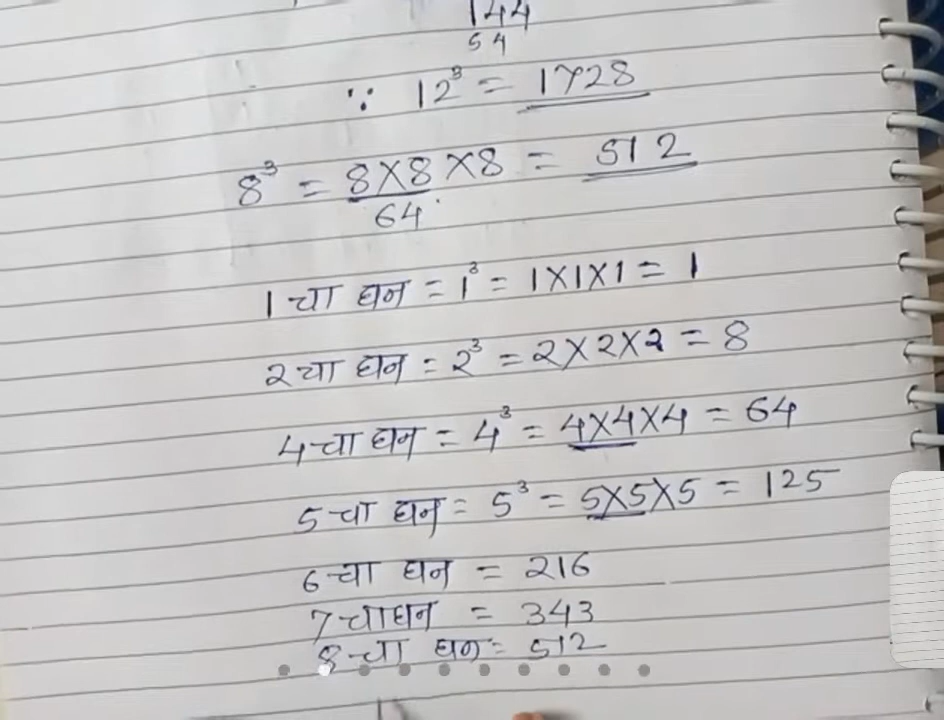 144
54
∵ 12³ = 1728
8³ = 8×8×8 = 512
64
1 चा घन = 1³ = 1×1×1 = 1
2 चा घन = 2³ = 2×2×2 = 8
4 चा घन = 4³ = 4×4×4 = 64
5 चा घन = 5³ = 5×5×5 = 125
6 चा घन = 216
7 चा घन = 343
8 चा घन = 512